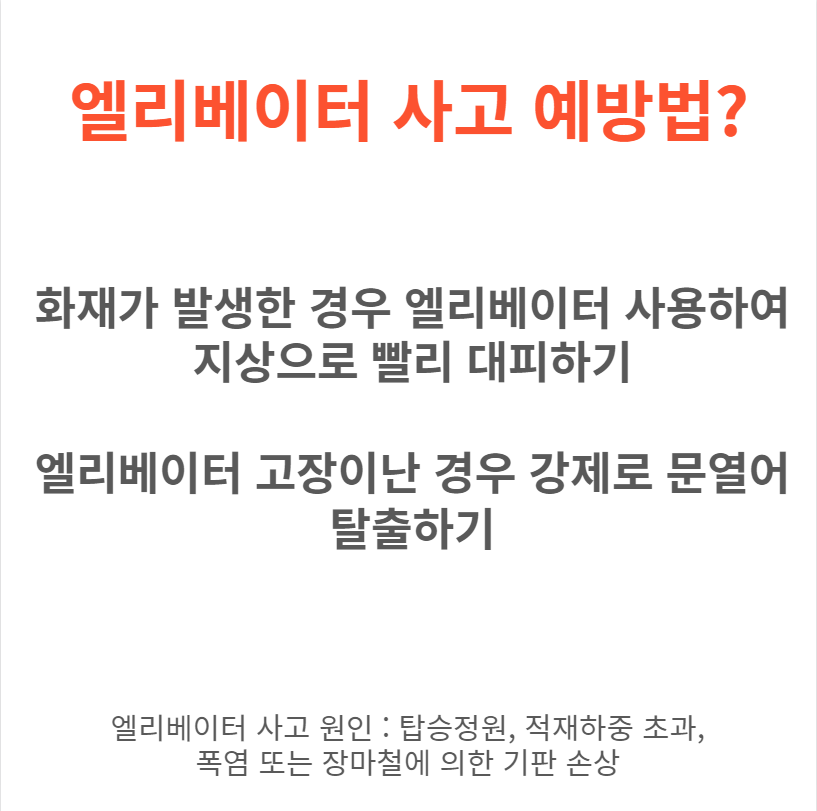 엘리베이터 사고 예방법?
화재가 발생한 경우 엘리베이터 사용하여
지상으로 빨리 대피하기
엘리베이터 고장이난 경우 강제로 문열어
탈출하기
엘리베이터 사고 원인 : 탑승정원, 적재하중 초과,
폭염 또는 장마철에 의한 기판 손상